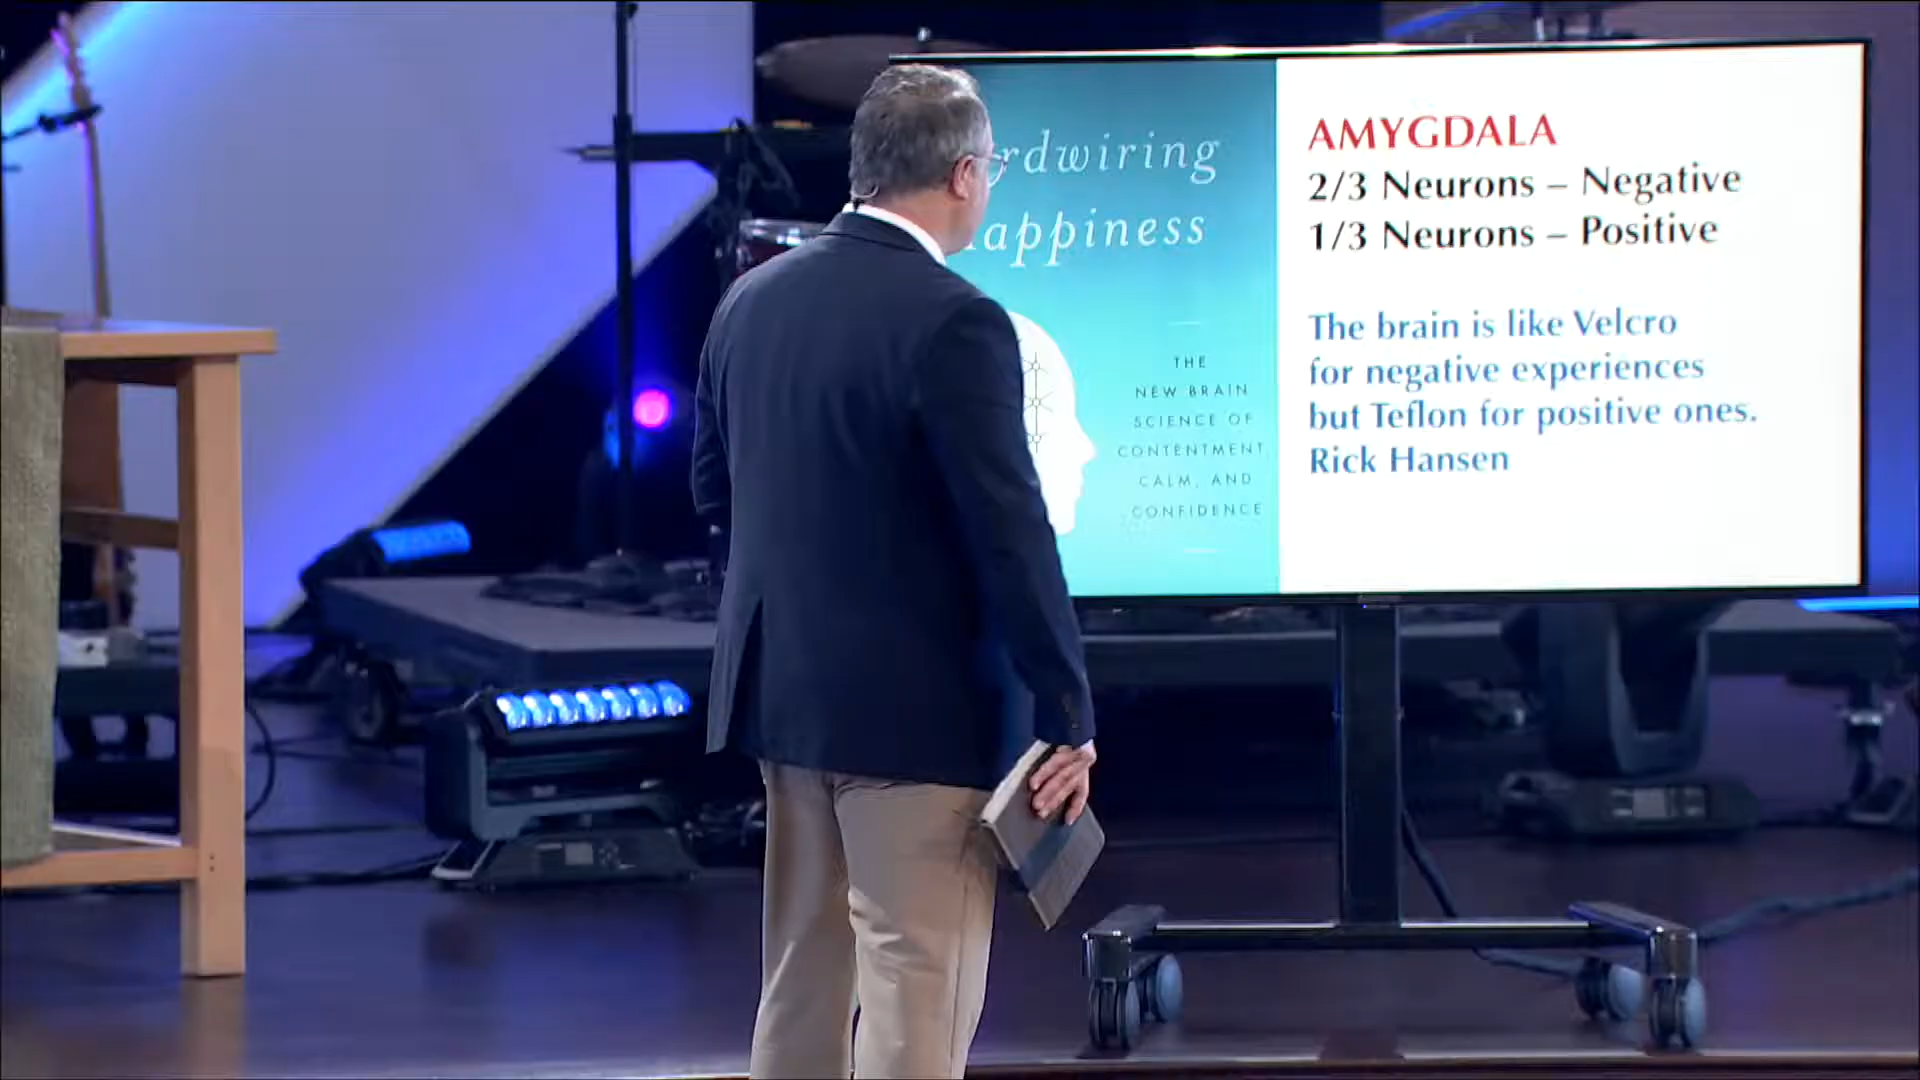 rdwiring
appiness
THE
NEW BRAIN
SCIENCE OF
CONTENTMENT
CALM, AND
CONFIDENCE
AMYGDALA
2/3 Neurons – Negative
1/3 Neurons – Positive
The brain is like Velcro
for negative experiences
but Teflon for positive ones.
Rick Hansen